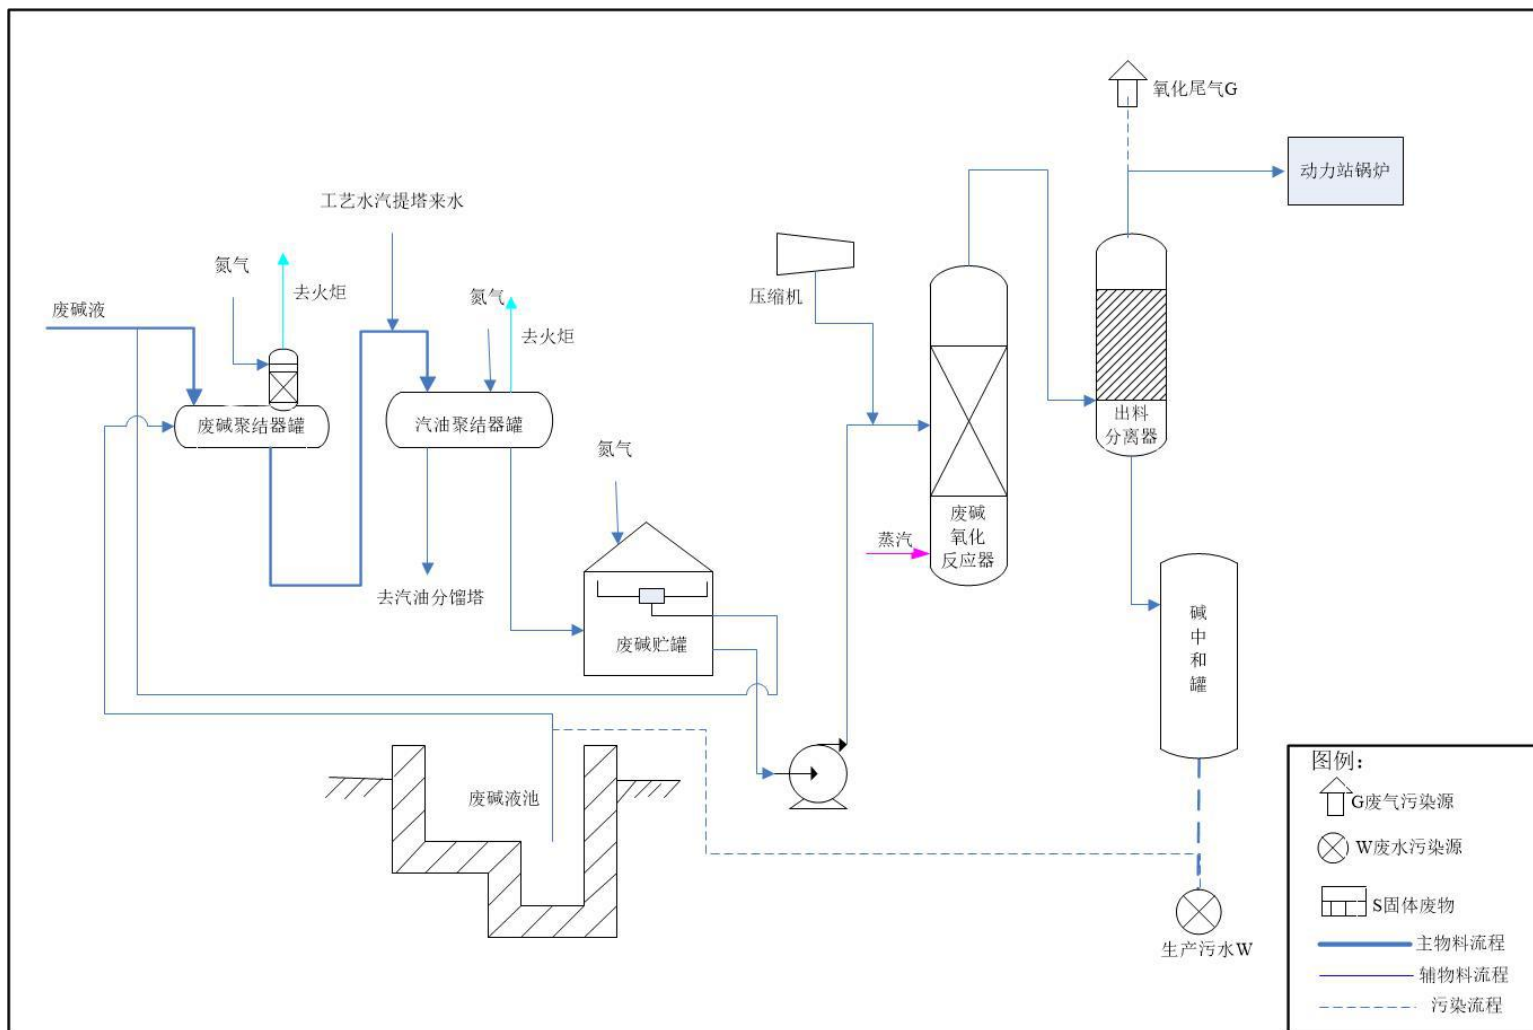 氧化尾气G
动力站锅炉
工艺水汽提塔来水
氮气
去火炬
废碱液
氮气
去火炬
压缩机
废碱聚结器罐
汽油聚结器罐
出料
分离器
氮气
废碱
氧化
反应器
蒸汽
去汽油分馏塔
废碱贮罐
碱
中
和
罐
废碱液池
生产污水W
图例：
G废气污染源
W废水污染源
S固体废物
主物料流程
辅物料流程
污染流程